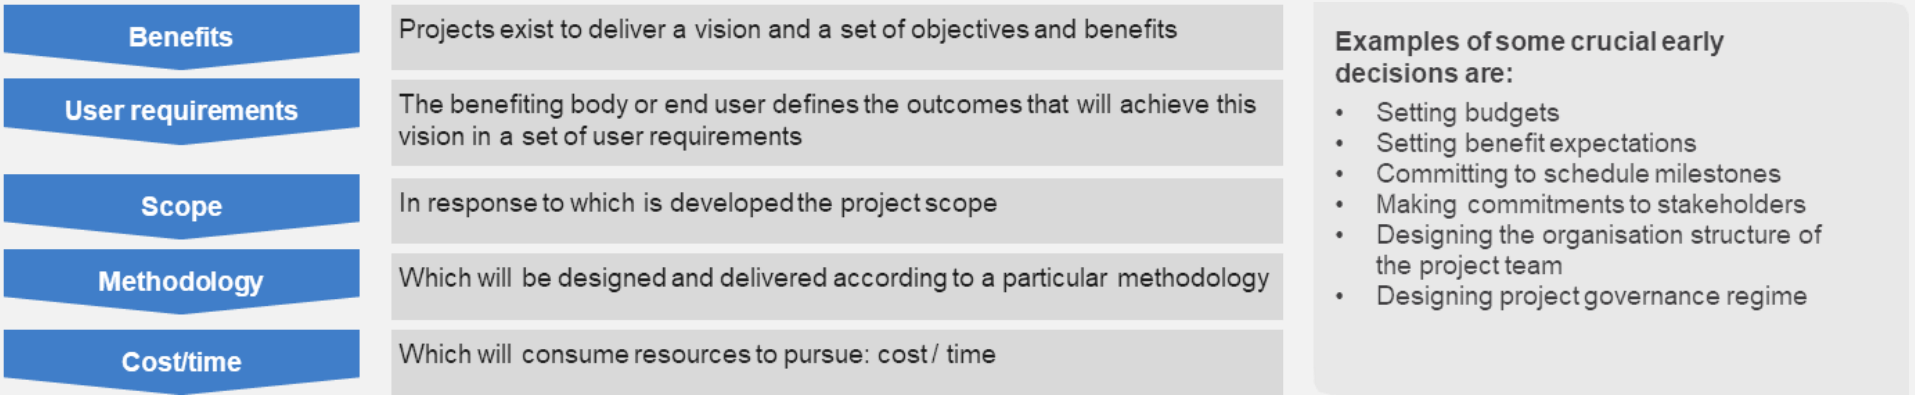 Benefits
Projects exist to deliver a vision and a set of objectives and benefits
User requirements
The benefiting body or end user defines the outcomes that will achieve this
vision in a set of user requirements
Scope
In response to which is developed the project scope
Methodology
Which will be designed and delivered according to a particular methodology
Cost/time
Which will consume resources to pursue: cost / time
Examples of some crucial early
decisions are:
• Setting budgets
• Setting benefit expectations
• Committing to schedule milestones
• Making commitments to stakeholders
• Designing the organisation structure of
the project team
• Designing project governance regime